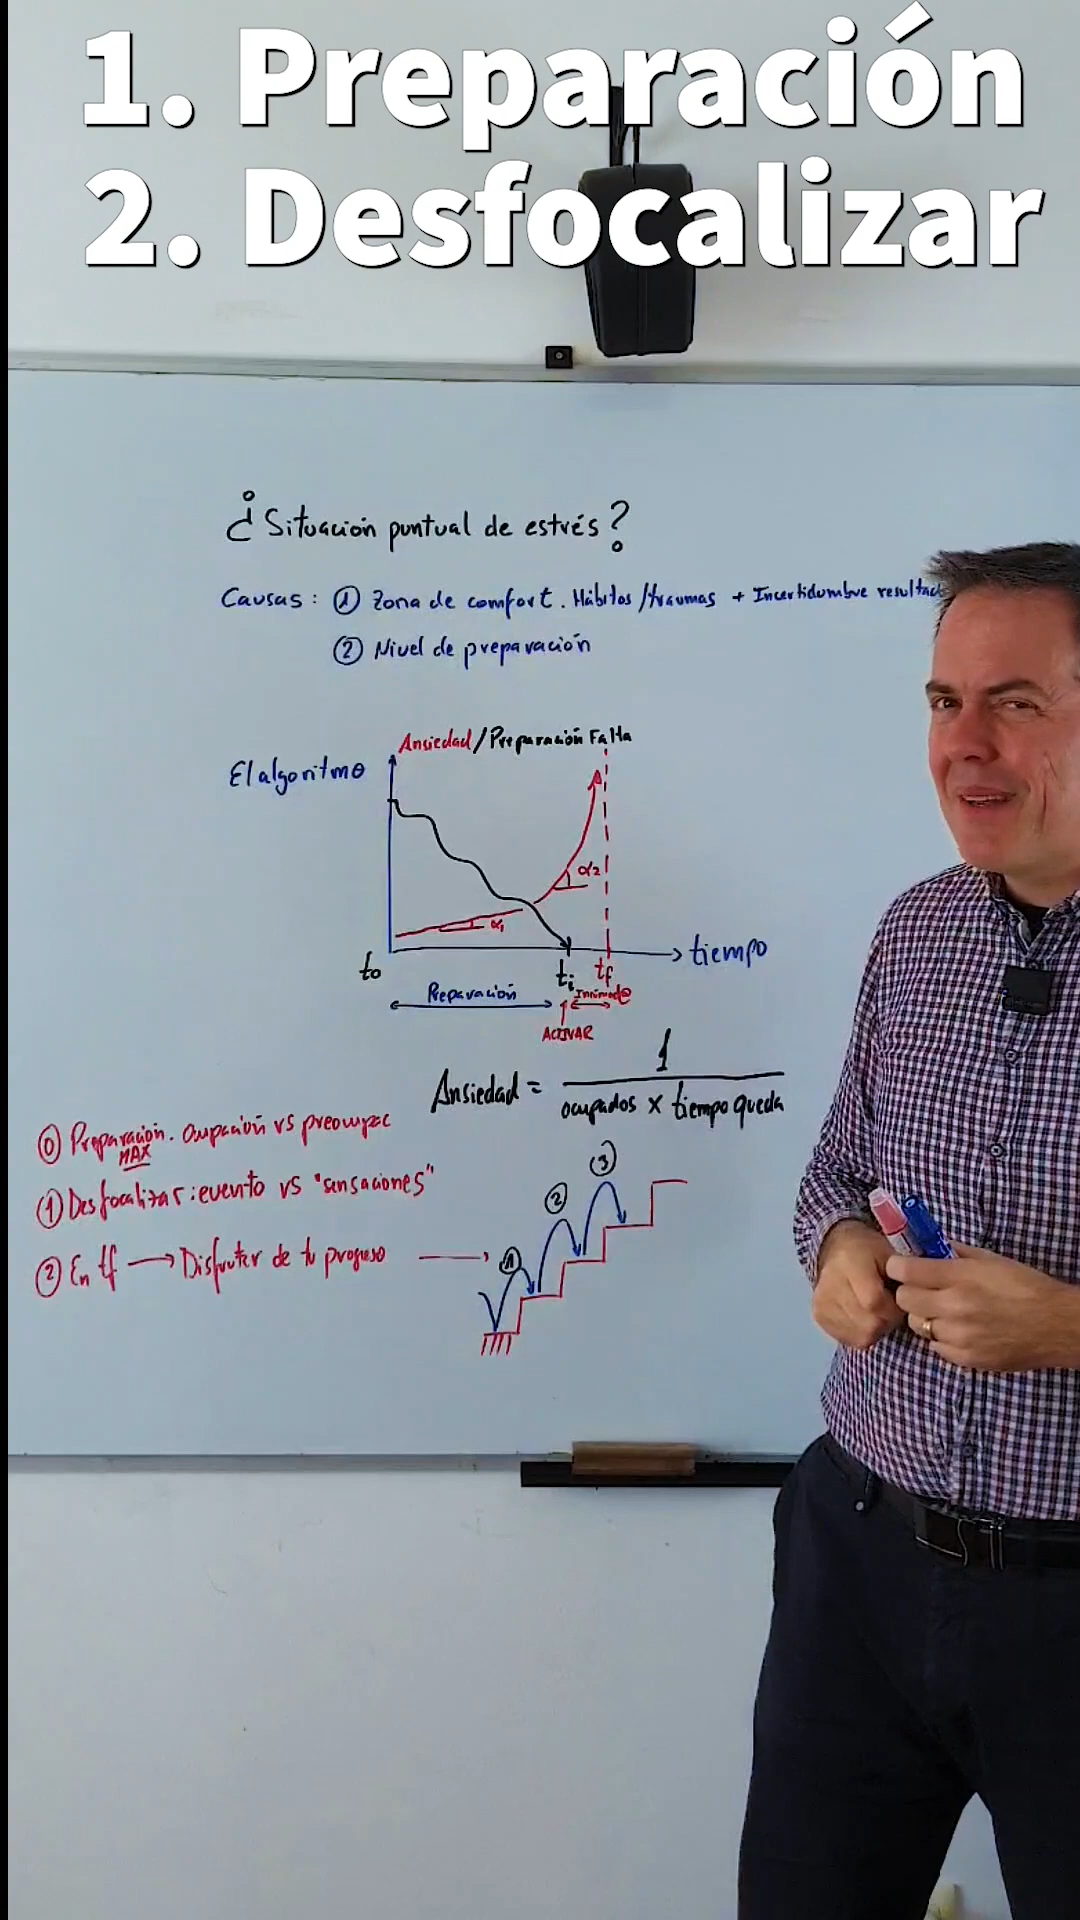 1. Preparación
2. Desfocalizar
¿Situación puntual de estrés?
Causas: ① Zona de comfort. Hábitos/traumas + Incertidumbre resultad
② Nivel de preparación
Ansiedad/Preparación Falta
El algoritmo
α2
α1
tiempo
to ti tf
Preparación
ACTIVAR
1
Ansiedad =
ocupados x tiempo queda
⓪ Preparación. Ocupación vs preocupac
MAX
① Desfocalizar: evento vs "sensaciones"
② En tf → Disfrutar de tu progreso
① ② ③